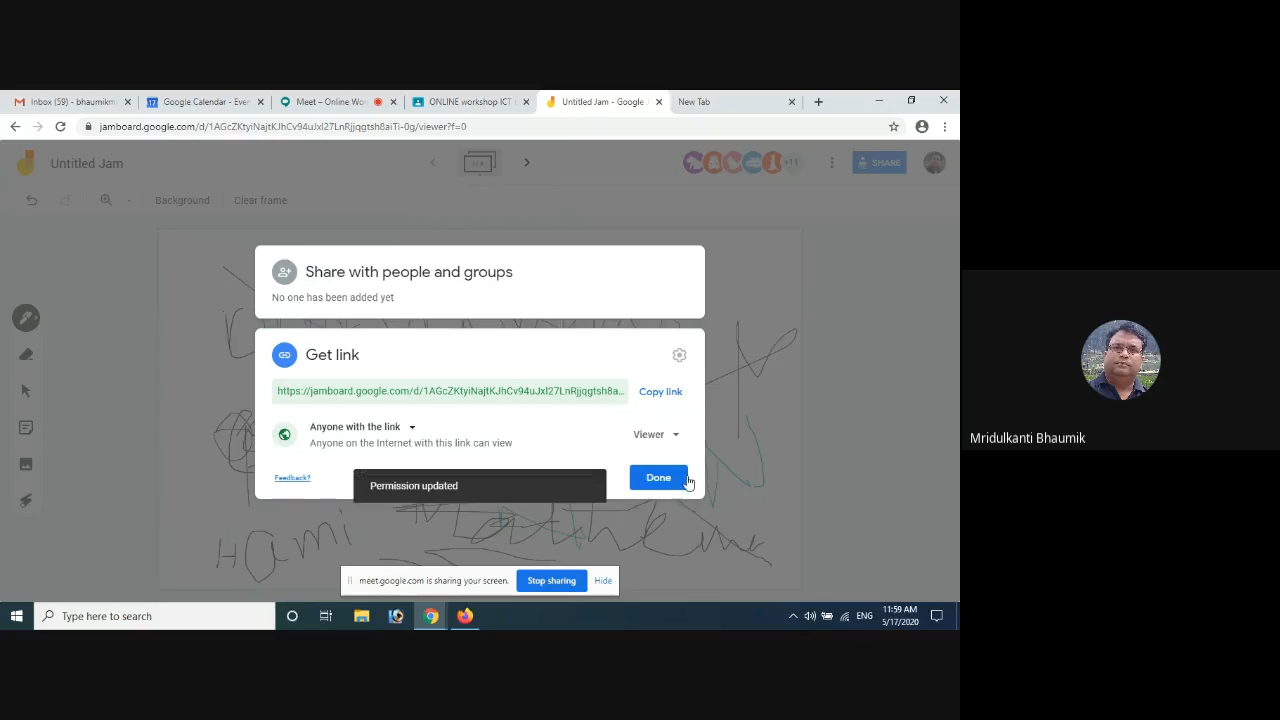 Inbox (59) - bhaumikm
Google Calendar - Eve
Meet – Online Wo
ONLINE workshop ICT
Untitled Jam - Google J
New Tab
jamboard.google.com/d/1AGcZKtyiNajtKJhCv94uJxl27LnRjjqgtsh8aiTi-0g/viewer?f=0
Untitled Jam
+11
SHARE
Background
Clear frame
Share with people and groups
No one has been added yet
Get link
https://jamboard.google.com/d/1AGcZKtyiNajtKJhCv94uJxl27LnRjjqgtsh8a...
Copy link
Anyone with the link
Anyone on the Internet with this link can view
Viewer
Feedback?
Permission updated
Done
Hami
meet.google.com is sharing your screen.
Stop sharing
Hide
Mridulkanti Bhaumik
Type here to search
ENG
11:59 AM
5/17/2020